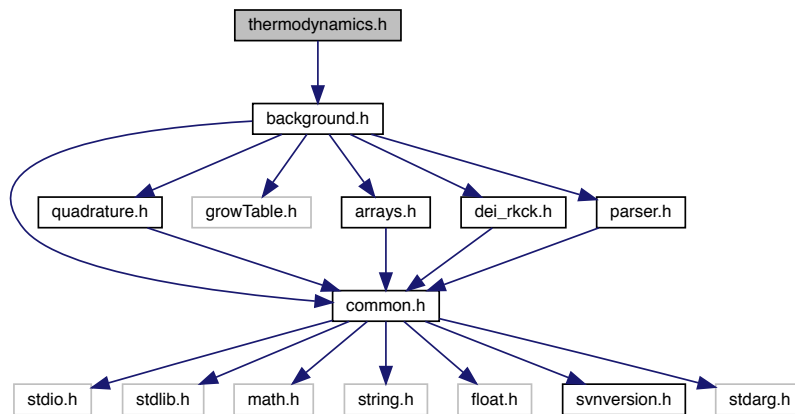 thermodynamics.h
background.h
quadrature.h
growTable.h
arrays.h
dei_rkck.h
parser.h
common.h
stdio.h
stdlib.h
math.h
string.h
float.h
svnversion.h
stdarg.h